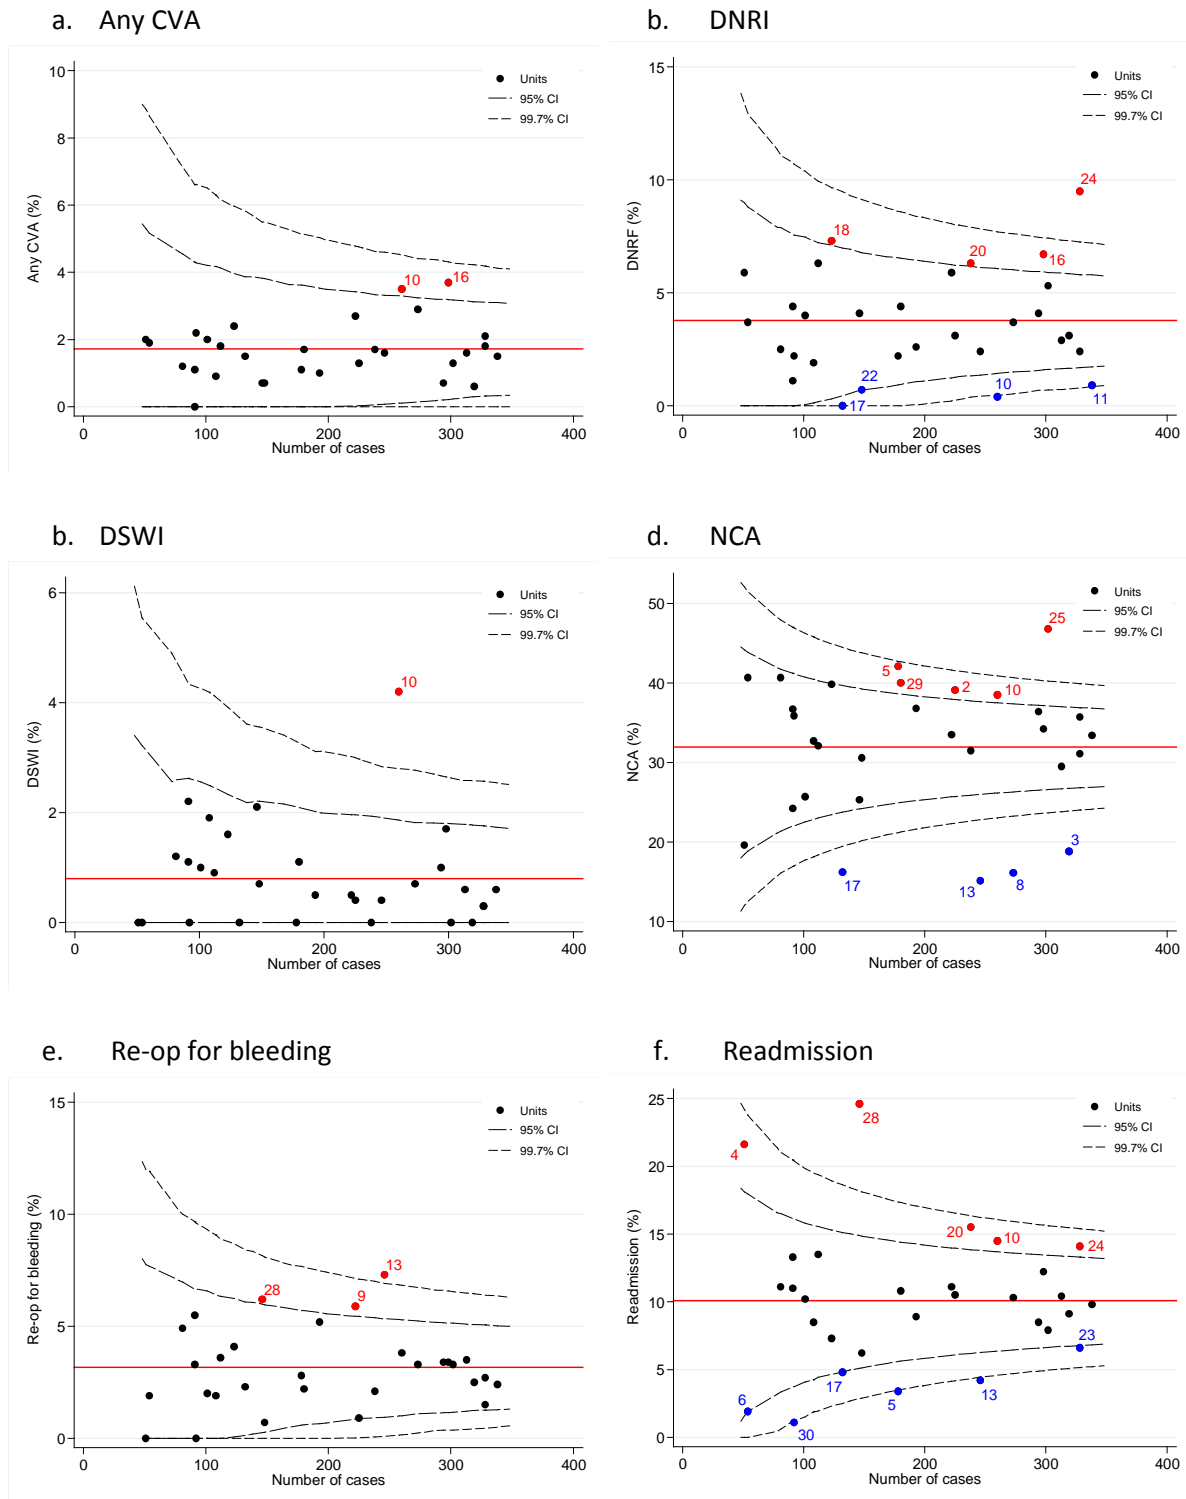 a. Any CVA
10
8
6
4
2
0
Any CVA (%)
Units
95% CI
99.7% CI
10
16
0 100 200 300 400
Number of cases
b. DNRI
15
10
5
0
DNRF (%)
Units
95% CI
99.7% CI
24
18
20
16
22
17
10
11
0 100 200 300 400
Number of cases
b. DSWI
6
4
2
0
DSWI (%)
Units
95% CI
99.7% CI
10
0 100 200 300 400
Number of cases
d. NCA
50
40
30
20
10
NCA (%)
Units
95% CI
99.7% CI
25
5
29
2
10
3
17
13
8
0 100 200 300 400
Number of cases
e. Re-op for bleeding
15
10
5
0
Re-op for bleeding (%)
Units
95% CI
99.7% CI
13
28
9
0 100 200 300 400
Number of cases
f. Readmission
25
20
15
10
5
0
Readmission (%)
Units
95% CI
99.7% CI
28
4
20
10
24
23
17
13
5
6
30
0 100 200 300 400
Number of cases